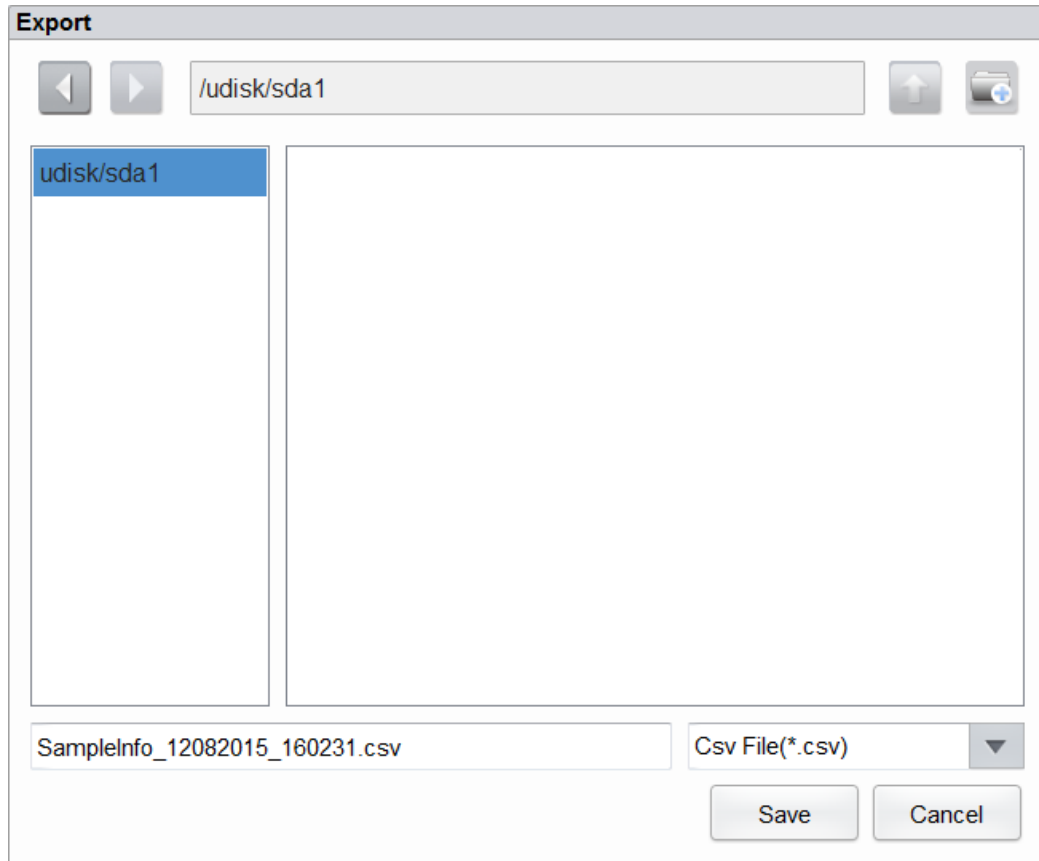 Export
/udisk/sda1
udisk/sda1
SampleInfo_12082015_160231.csv
Csv File(*.csv)
Save
Cancel